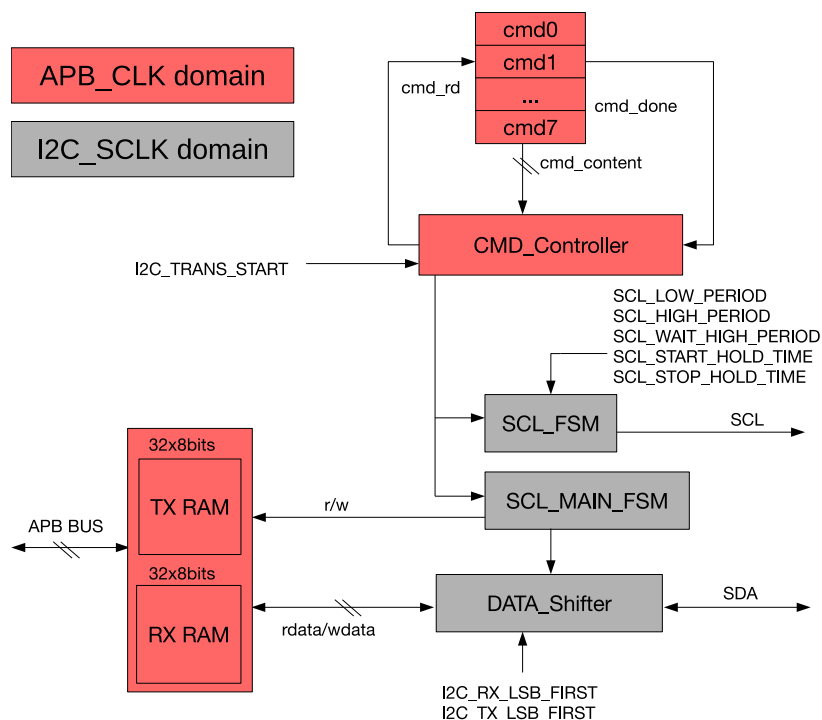 APB_CLK domain
I2C_SCLK domain
cmd0
cmd1
...
cmd7
cmd_rd
cmd_done
cmd_content
CMD_Controller
I2C_TRANS_START
SCL_LOW_PERIOD
SCL_HIGH_PERIOD
SCL_WAIT_HIGH_PERIOD
SCL_START_HOLD_TIME
SCL_STOP_HOLD_TIME
SCL_FSM
SCL
32x8bits
TX RAM
r/w
SCL_MAIN_FSM
APB BUS
32x8bits
RX RAM
rdata/wdata
DATA_Shifter
SDA
I2C_RX_LSB_FIRST
I2C_TX_LSB_FIRST